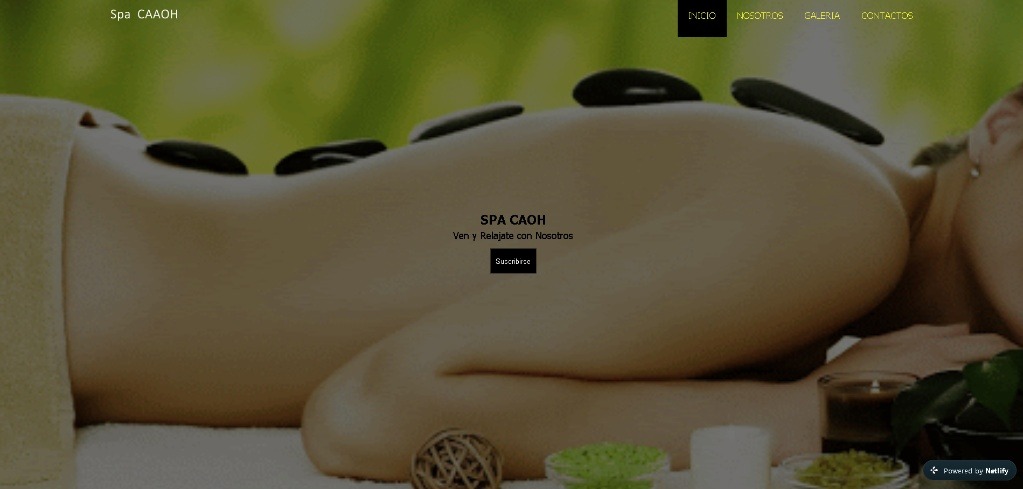 Spa CAAOH
INICIO NOSOTROS GALERIA CONTACTOS
SPA CAOH
Ven y Relajate con Nosotros
Suscribirse
Powered by Netlify